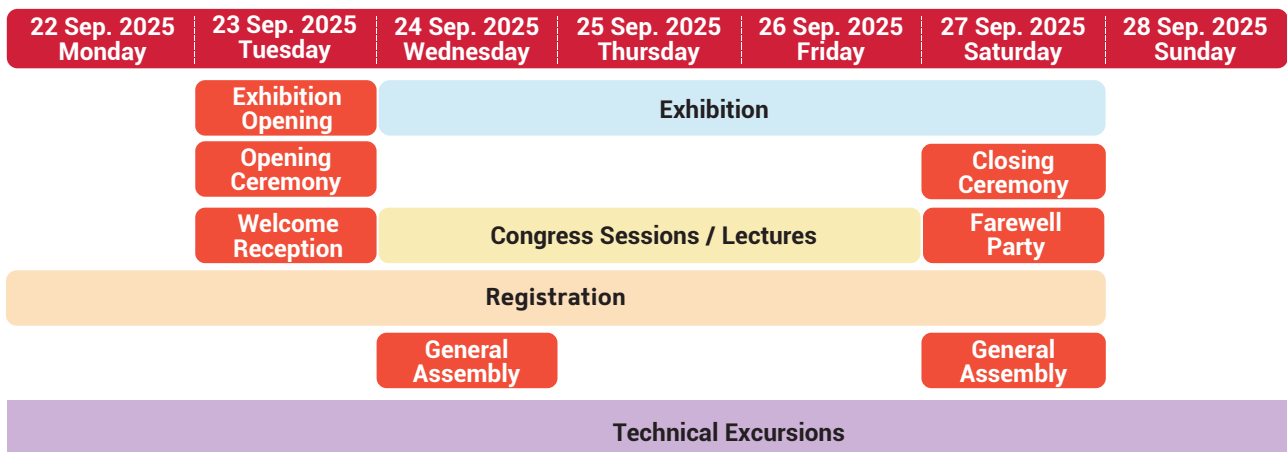 22 Sep. 2025 23 Sep. 2025 24 Sep. 2025 25 Sep. 2025 26 Sep. 2025 27 Sep. 2025 28 Sep. 2025
Monday Tuesday Wednesday Thursday Friday Saturday Sunday
Exhibition
Opening
Exhibition
Opening
Ceremony
Closing
Ceremony
Welcome
Reception
Congress Sessions / Lectures
Farewell
Party
Registration
General
Assembly
General
Assembly
Technical Excursions